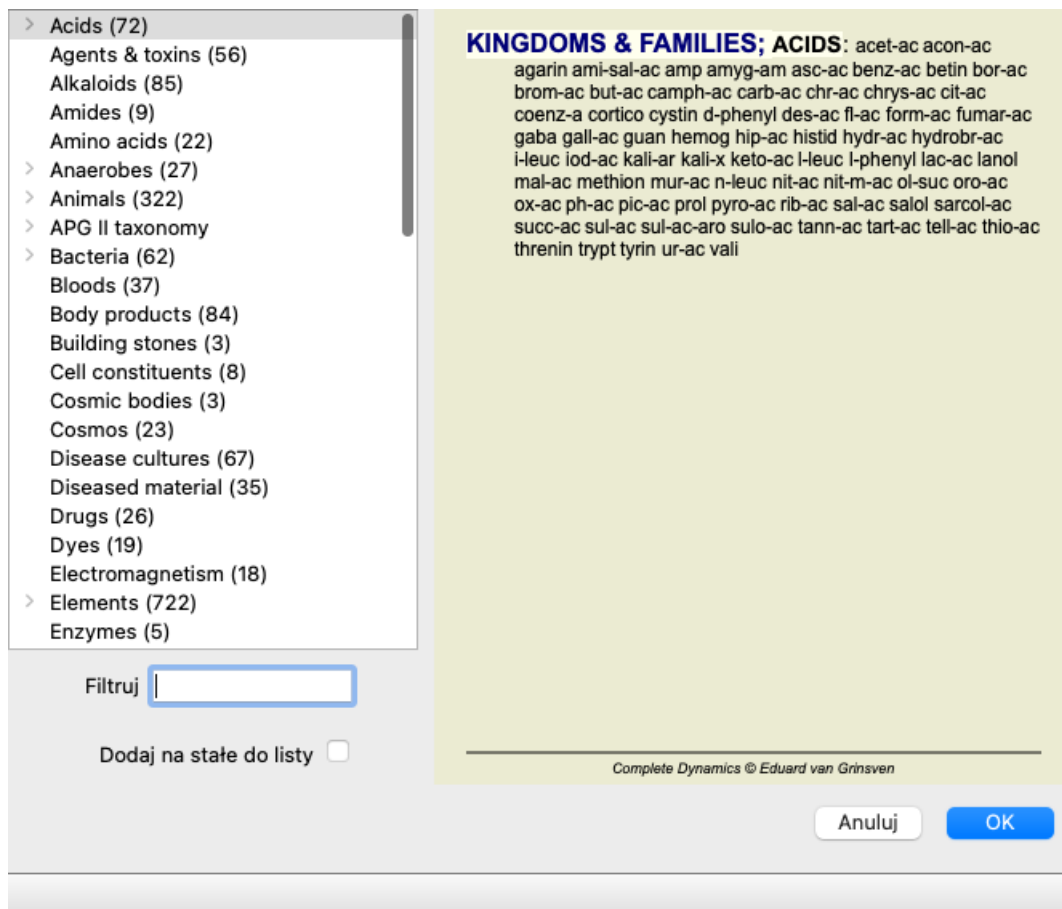 Acids (72)
Agents & toxins (56)
Alkaloids (85)
Amides (9)
Amino acids (22)
Anaerobes (27)
Animals (322)
APG II taxonomy
Bacteria (62)
Bloods (37)
Body products (84)
Building stones (3)
Cell constituents (8)
Cosmic bodies (3)
Cosmos (23)
Disease cultures (67)
Diseased material (35)
Drugs (26)
Dyes (19)
Electromagnetism (18)
Elements (722)
Enzymes (5)
Filtruj
Dodaj na stałe do listy
KINGDOMS & FAMILIES; ACIDS: acet-ac acon-ac
agarin ami-sal-ac amp amyg-am asc-ac benz-ac betin bor-ac
brom-ac but-ac camph-ac carb-ac chr-ac chrys-ac cit-ac
coenz-a cortico cystin d-phenyl des-ac fl-ac form-ac fumar-ac
gaba gall-ac guan hemog hip-ac histid hydr-ac hydrobr-ac
i-leuc iod-ac kali-ar kali-x keto-ac l-leuc l-phenyl lac-ac lanol
mal-ac methion mur-ac n-leuc nit-ac nit-m-ac ol-suc oro-ac
ox-ac ph-ac pic-ac prol pyro-ac rib-ac sal-ac salol sarcol-ac
succ-ac sul-ac sul-ac-aro sulo-ac tann-ac tart-ac tell-ac thio-ac
threnin trypt tyrin ur-ac vali
Complete Dynamics © Eduard van Grinsven
Anuluj
OK